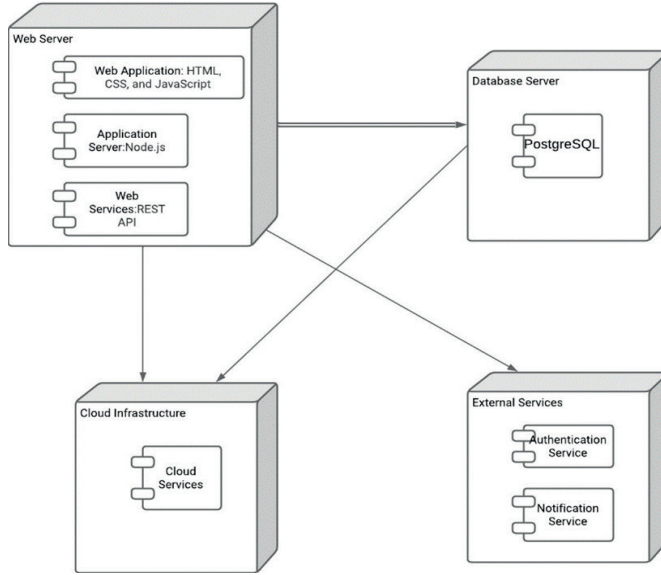 Web Server
Web Application: HTML,
CSS, and JavaScript
Application
Server:Node.js
Web
Services:REST
API
Database Server
PostgreSQL
Cloud Infrastructure
Cloud
Services
External Services
Authentication
Service
Notification
Service